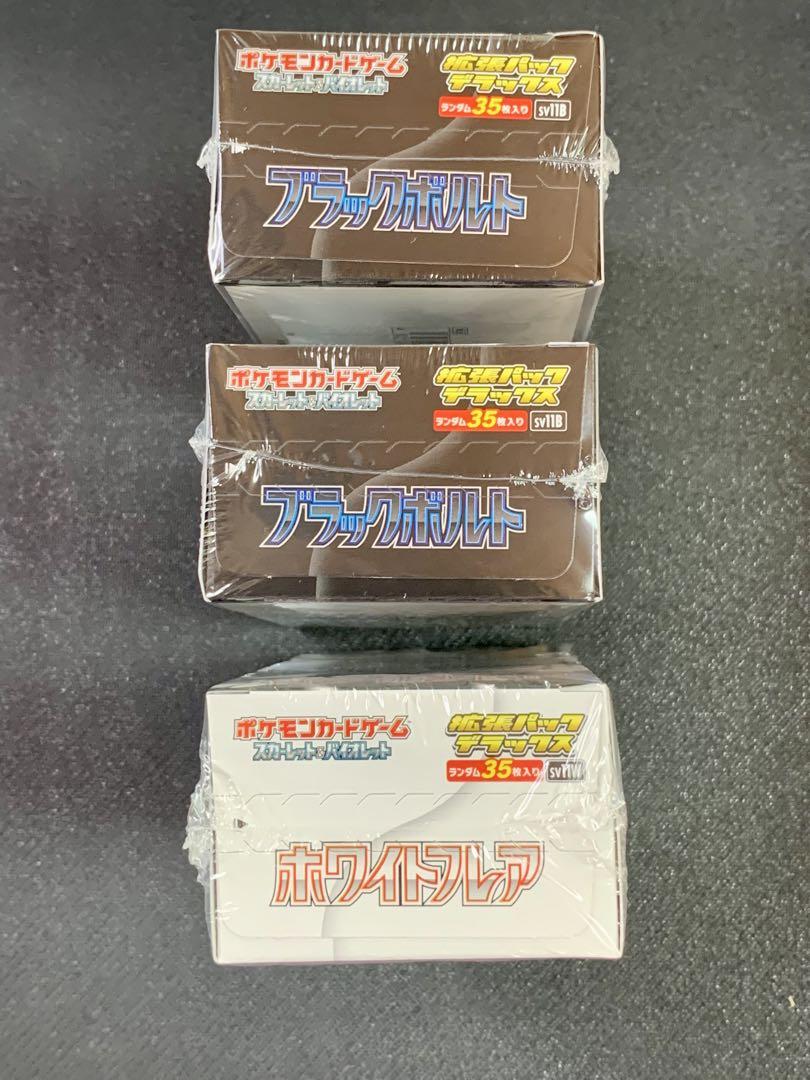 ポケモンカードゲーム
スカーレット&バイオレット
拡張パック
デラックス
ランダム35枚入り
SV11B
ブラックボルト
ポケモンカードゲーム
スカーレット&バイオレット
拡張パック
デラックス
ランダム35枚入り
SV11B
ブラックボルト
ポケモンカードゲーム
スカーレット&バイオレット
拡張パック
デラックス
ランダム35枚入り
SV11W
ホワイトフレア